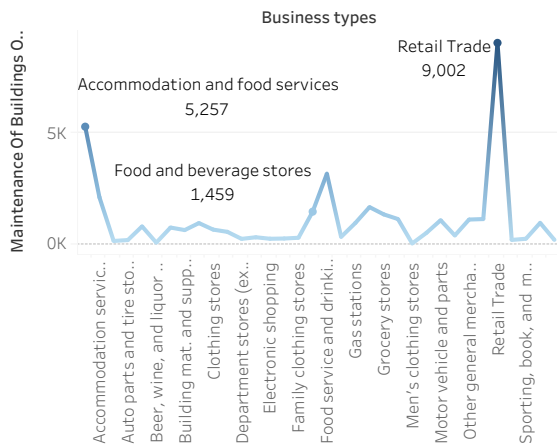 Business types
Maintenance Of Buildings O..
Retail Trade
9,002
Accommodation and food services
5,257
5K
Food and beverage stores
1,459
0K
Accommodation servic..
Auto parts and tire sto..
Beer, wine, and liquor ..
Building mat. and supp..
Clothing stores
Department stores (ex..
Electronic shopping
Family clothing stores
Food service and drinki..
Gas stations
Grocery stores
Men's clothing stores
Motor vehicle and parts
Other general mercha..
Retail Trade
Sporting, book, and m..